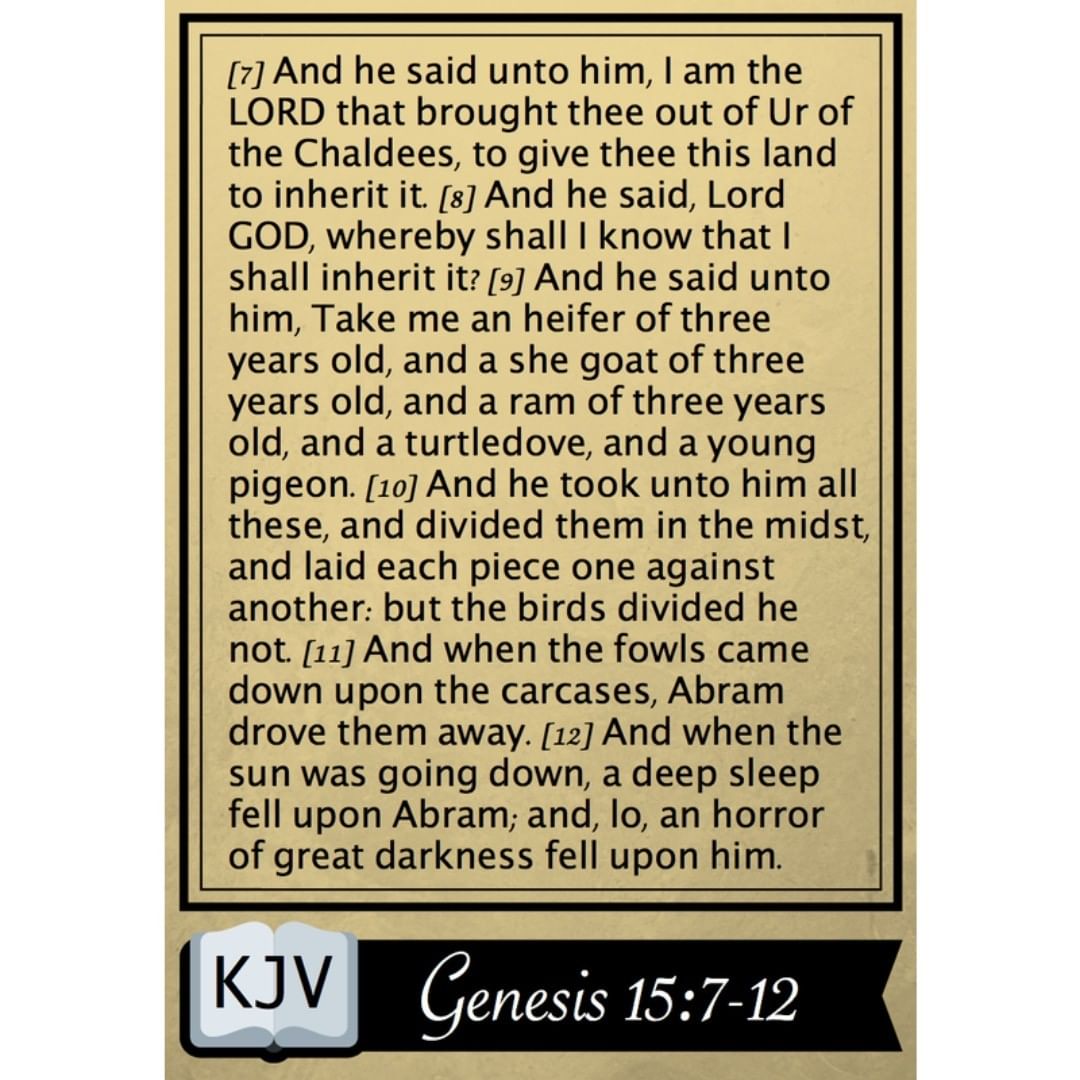 [7] And he said unto him, I am the
LORD that brought thee out of Ur of
the Chaldees, to give thee this land
to inherit it. [8] And he said, Lord
GOD, whereby shall I know that I
shall inherit it? [9] And he said unto
him, Take me an heifer of three
years old, and a she goat of three
years old, and a ram of three years
old, and a turtledove, and a young
pigeon. [10] And he took unto him all
these, and divided them in the midst,
and laid each piece one against
another: but the birds divided he
not. [11] And when the fowls came
down upon the carcases, Abram
drove them away. [12] And when the
sun was going down, a deep sleep
fell upon Abram; and, lo, an horror
of great darkness fell upon him.
KJV
Genesis 15:7-12